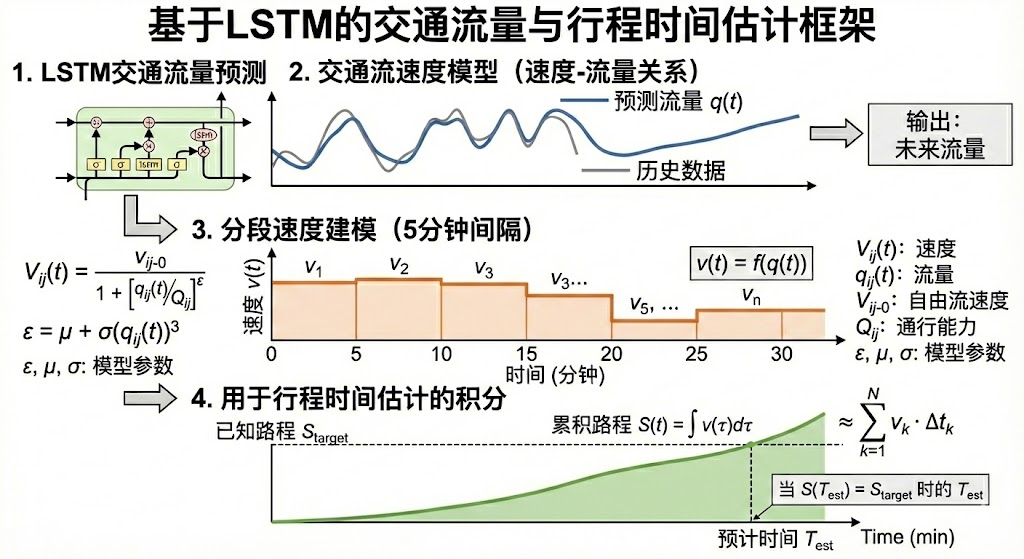 基于LSTM的交通流量与行程时间估计框架
1. LSTM交通流量预测
2. 交通流速度模型（速度-流量关系）
σ
σ
σ
预测流量 q(t)
历史数据
输出：
未来流量
3. 分段速度建模（5分钟间隔）
V_ij(t) = v_ij-0 / 1 + [q_ij(t)/Q_ij]^ε
ε = μ + σ(q_ij(t))³
ε, μ, σ: 模型参数
速度 v(t)
v₁
v₂
v₃
v₃...
v₅, ...
vₙ
v(t) = f(q(t))
0 5 10 15 20 25 30
时间 (分钟)
V_ij(t)： 速度
q_ij(t)： 流量
V_ij-0： 自由流速度
Q_ij： 通行能力
ε, μ, σ: 模型参数
4. 用于行程时间估计的积分
已知路程 S_target
累积路程 S(t) = ∫ v(τ)dτ
≈ ∑_{k=1}^{N} v_k · Δt_k
当 S(T_est) = S_target 时的 T_est
预计时间 T_est
Time (min)